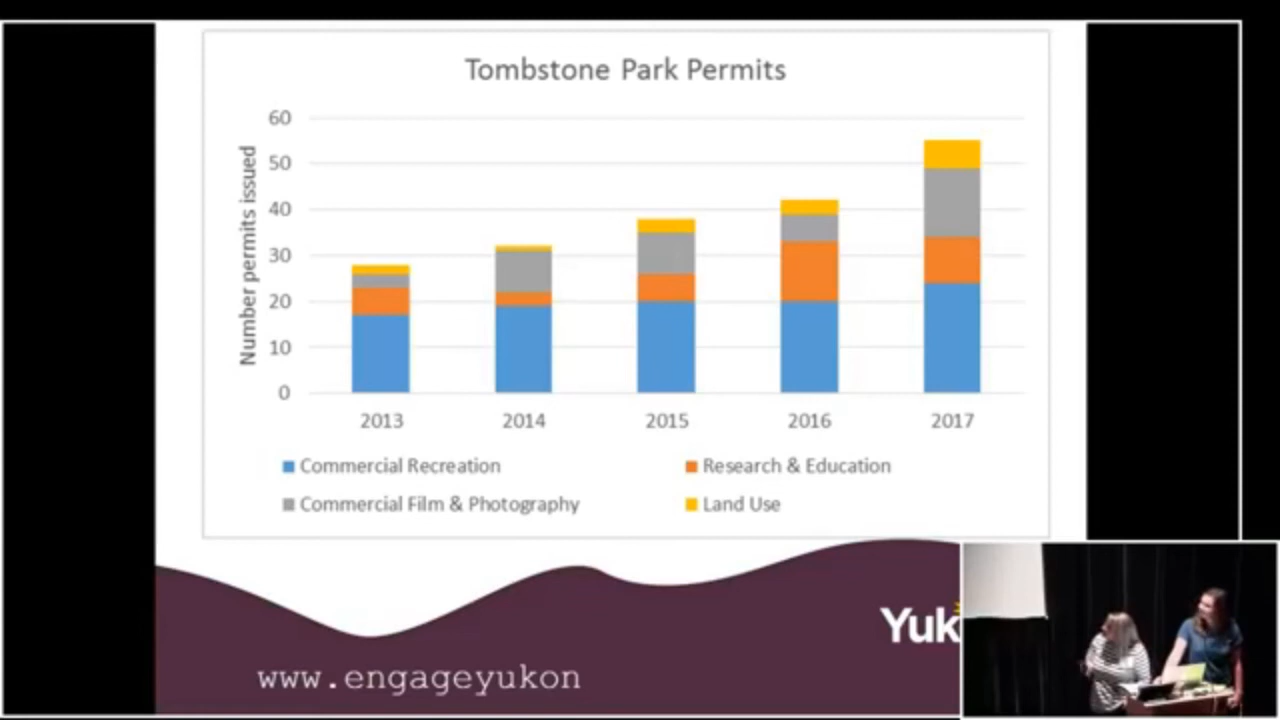 Tombstone Park Permits
Number permits issued
60
50
40
30
20
10
0
2013 2014 2015 2016 2017
Commercial Recreation Research & Education
Commercial Film & Photography Land Use
Yuk
www.engageyukon